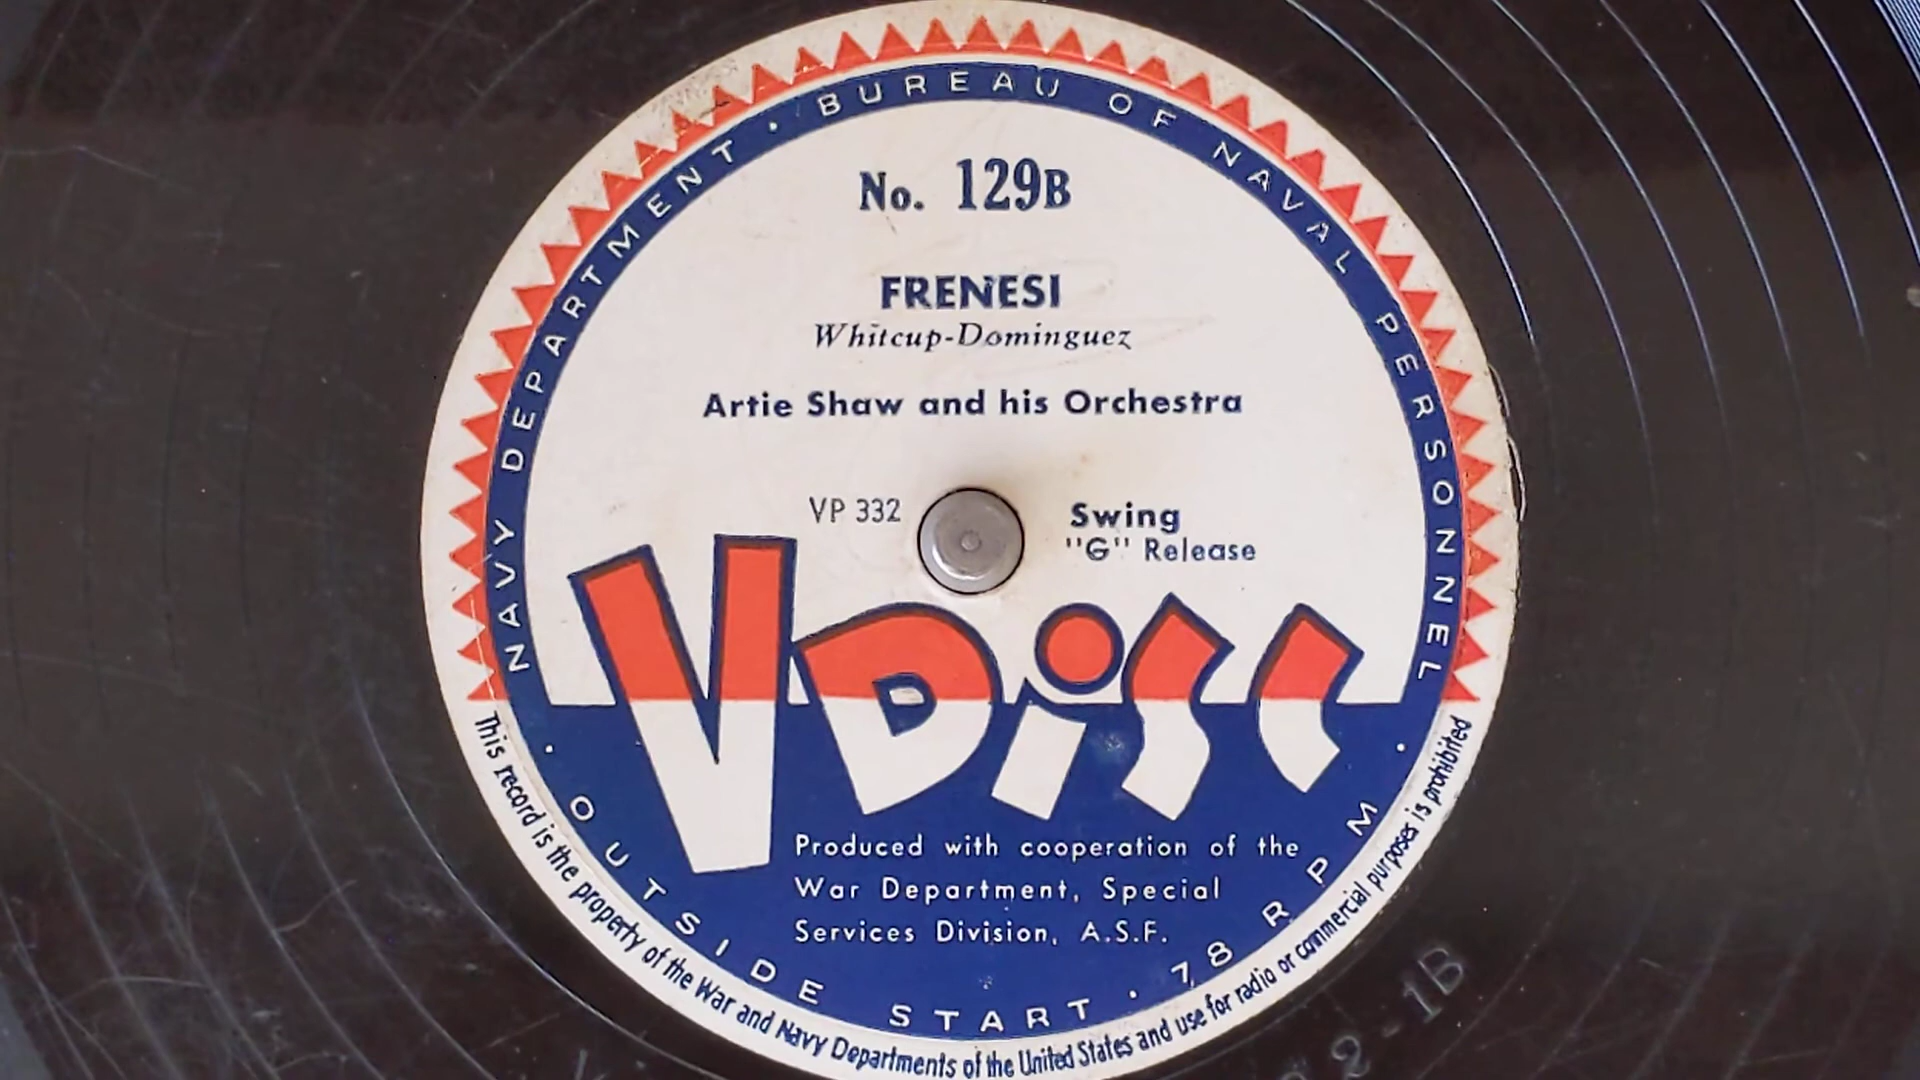 NAVY DEPARTMENT · BUREAU OF NAVAL PERSONNEL
No. 129B
FRENESI
Whitcup-Dominguez
Artie Shaw and his Orchestra
VP 332
Swing
"G" Release
V Disc
Produced with cooperation of the
War Department, Special
Services Division, A.S.F.
· OUTSIDE START · 78 RPM ·
This record is the property of the War and Navy Departments of the United States and use for radio or commercial purposes is prohibited
2-1B